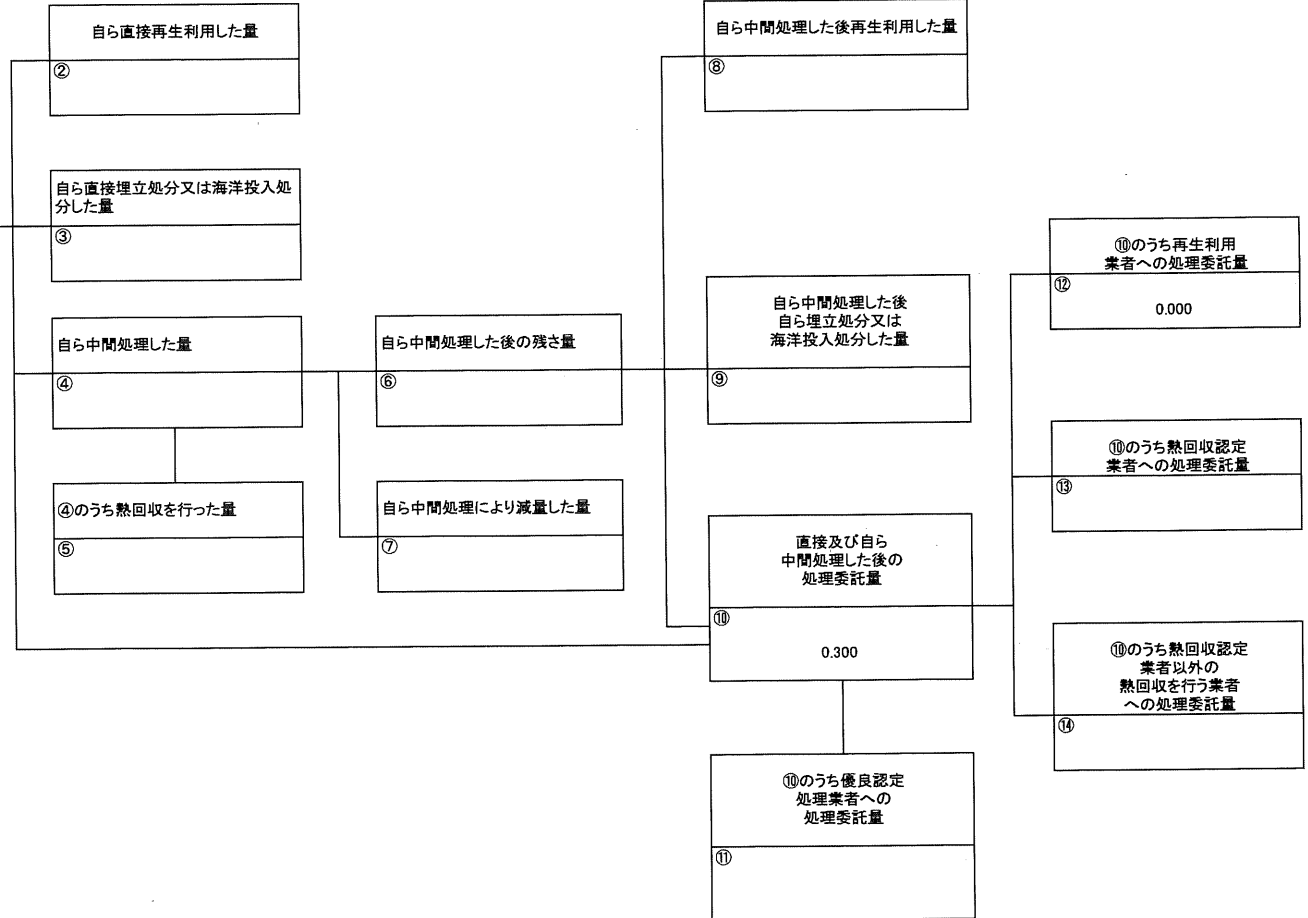 自ら直接再生利用した量
②
自ら直接埋立処分又は海洋投入処
分した量
③
自ら中間処理した量
④
④のうち熱回収を行った量
⑤
自ら中間処理した後の残さ量
⑥
自ら中間処理により減量した量
⑦
自ら中間処理した後再生利用した量
⑧
自ら中間処理した後
自ら埋立処分又は
海洋投入処分した量
⑨
直接及び自ら
中間処理した後の
処理委託量
⑩
0.300
⑩のうち優良認定
処理業者への
処理委託量
⑪
⑩のうち再生利用
業者への処理委託量
⑫
0.000
⑩のうち熱回収認定
業者への処理委託量
⑬
⑩のうち熱回収認定
業者以外の
熱回収を行う業者
への処理委託量
⑭